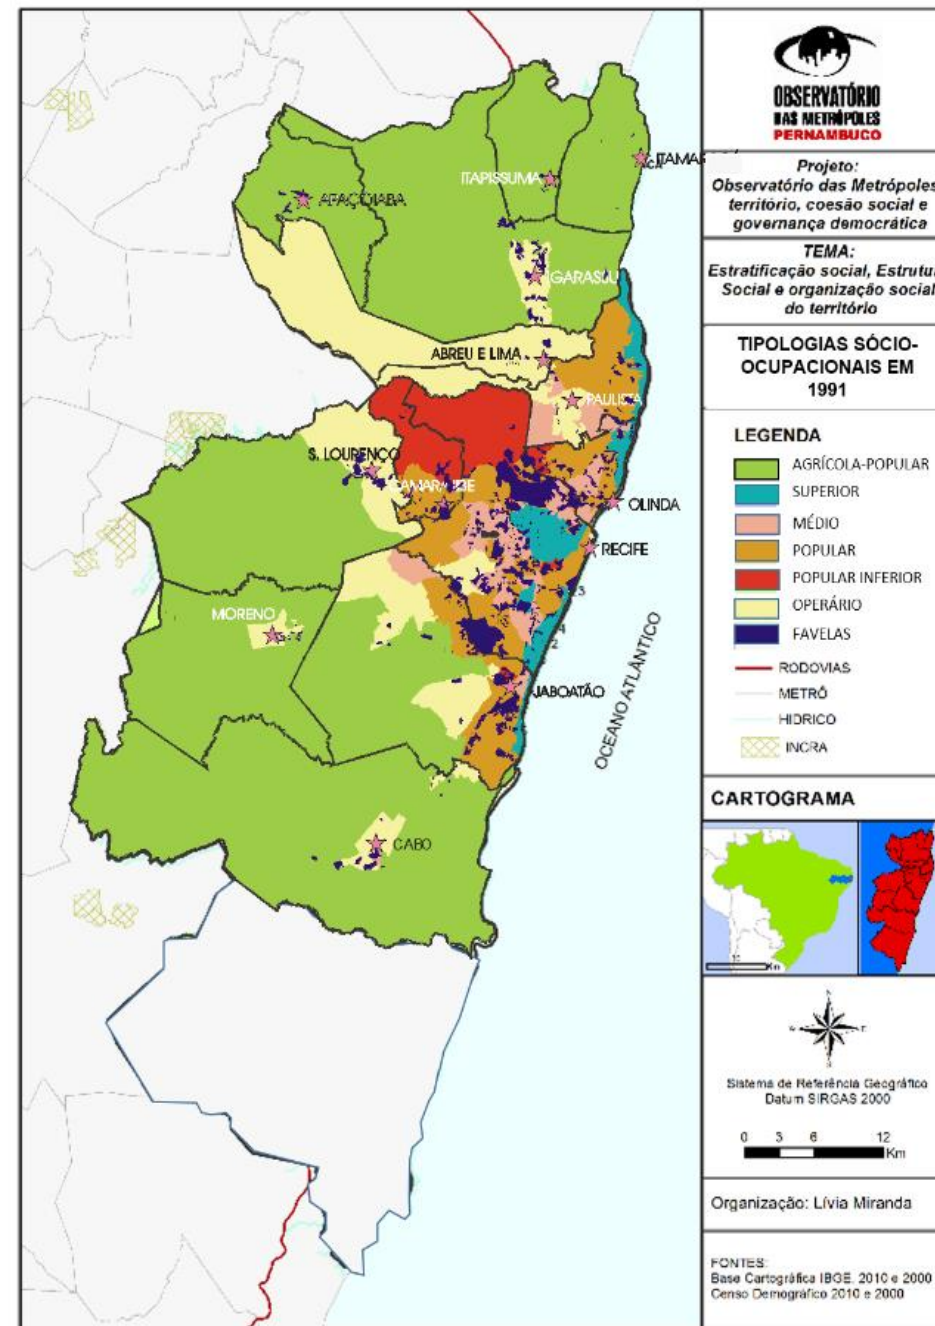 OBSERVATÓRIO
DAS METRÓPOLES
PERNAMBUCO
Projeto:
Observatório das Metrópoles
território, coesão social e
governança democrática
TEMA:
Estratificação social, Estrutur
Social e organização social
do território
TIPOLOGIAS SÓCIO-
OCUPACIONAIS EM
1991
LEGENDA
AGRÍCOLA-POPULAR
SUPERIOR
MÉDIO
POPULAR
POPULAR INFERIOR
OPERÁRIO
FAVELAS
RODOVIAS
METRÔ
HIDRICO
INCRA
CARTOGRAMA
Km
N
Sistema de Referência Geográfico
Datum SIRGAS 2000
0 3 6 12
Km
Organização: Lívia Miranda
FONTES:
Base Cartográfica IBGE, 2010 e 2000
Censo Demográfico 2010 e 2000
ITAPISSUMA
IGARASSU
ABREU E LIMA
PAULISTA
S. LOURENÇO
OLINDA
RECIFE
MORENO
JABOATÃO
CABO
OCEANO ATLÂNTICO